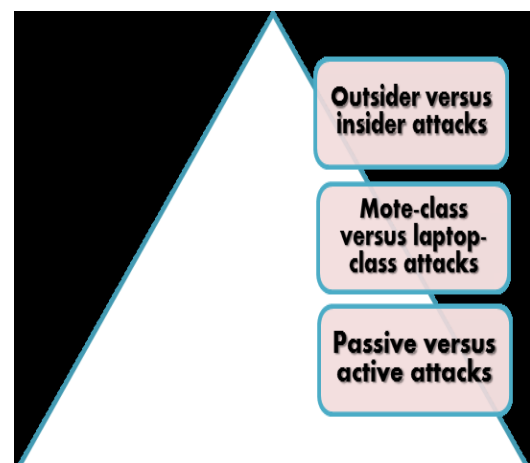 Outsider versus
insider attacks
Mote-class
versus laptop-
class attacks
Passive versus
active attacks